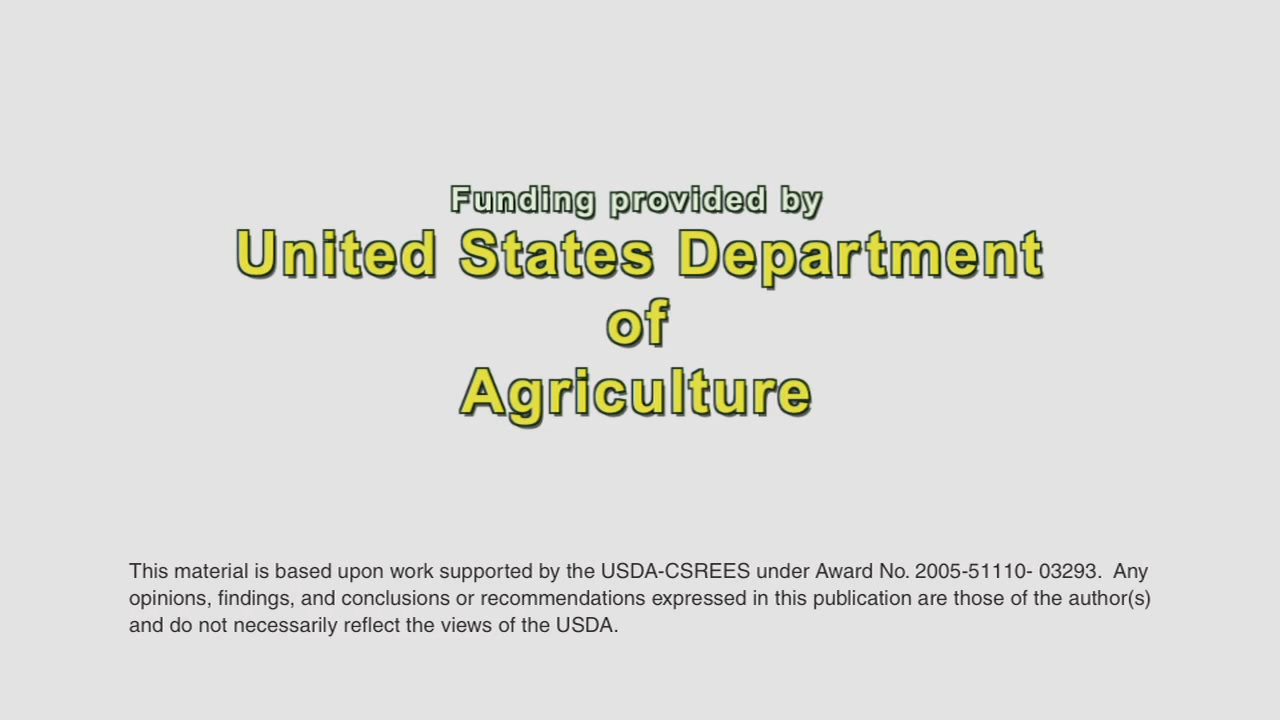 Funding provided by
United States Department
of
Agriculture
This material is based upon work supported by the USDA-CSREES under Award No. 2005-51110- 03293.  Any
opinions, findings, and conclusions or recommendations expressed in this publication are those of the author(s)
and do not necessarily reflect the views of the USDA.